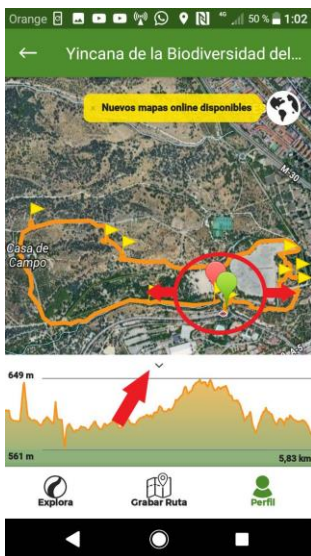 Orange 4G 50 % 1:02
Yincana de la Biodiversidad del...
Nuevos mapas online disponibles
M-30
Casa de
Campo
649 m
561 m 5,83 km
Explora Grabar Ruta Perfil